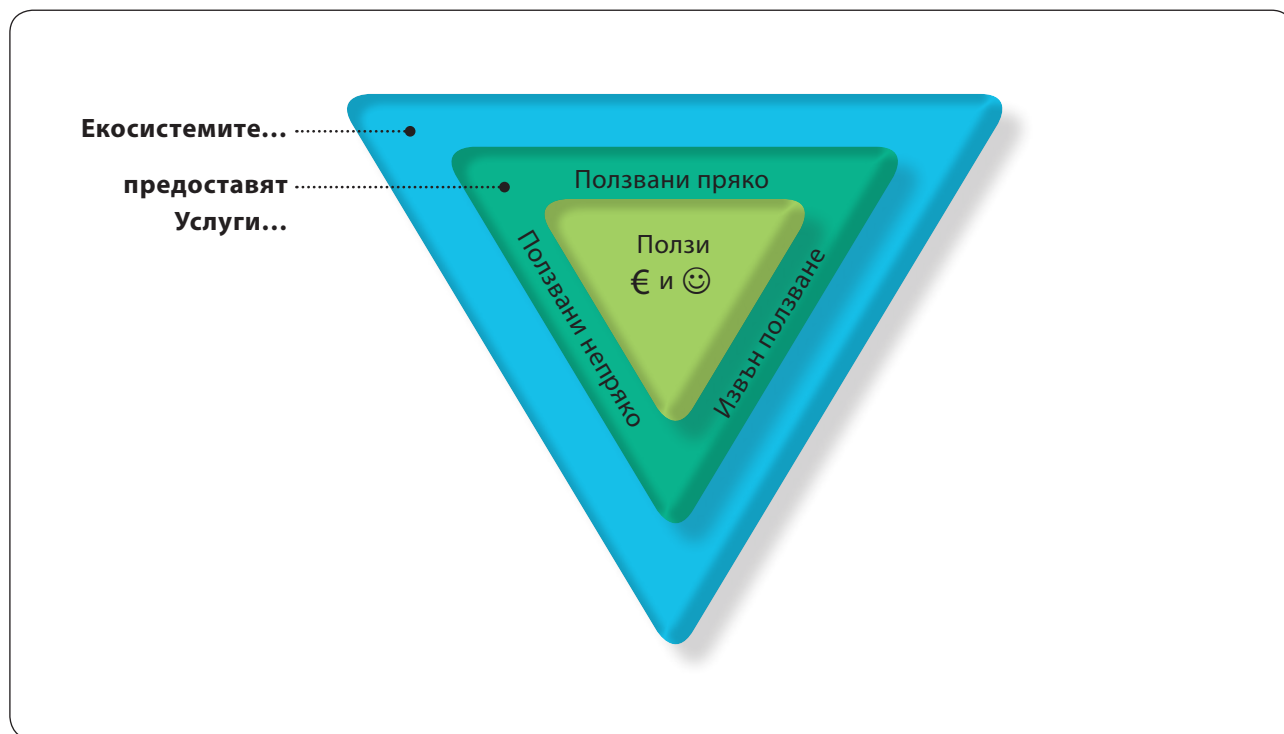 Екосистемите...
предоставят
Услуги...
Ползвани пряко
Ползвани непряко
Извън ползване
Ползи
€ и ☺